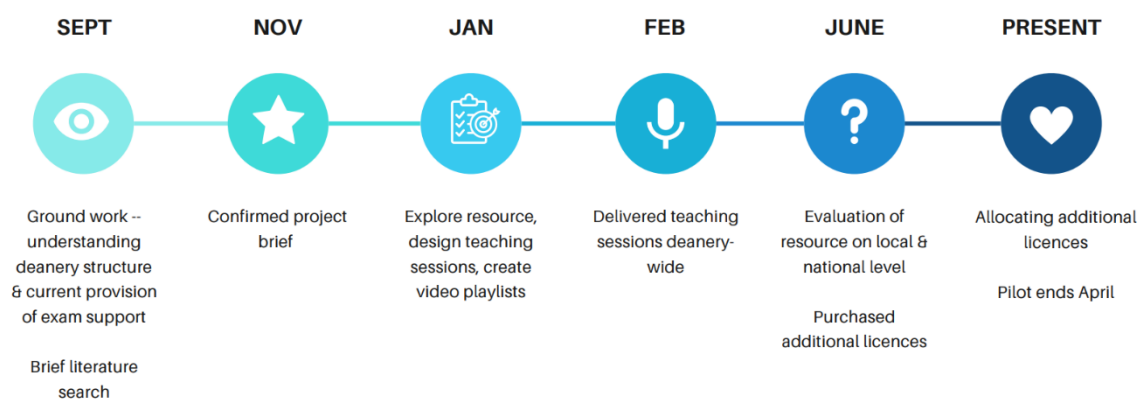 SEPT
Ground work --
understanding
deanery structure
& current provision
of exam support
Brief literature
search
NOV
Confirmed project
brief
JAN
Explore resource,
design teaching
sessions, create
video playlists
FEB
Delivered teaching
sessions deanery-
wide
JUNE
Evaluation of
resource on local &
national level
Purchased
additional licences
PRESENT
Allocating additional
licences
Pilot ends April